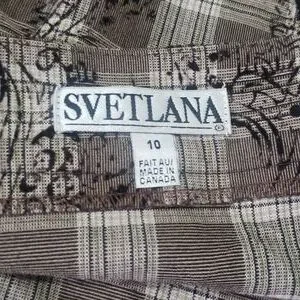 SVETLANA
®
10
FAIT AU/
MADE IN
CANADA